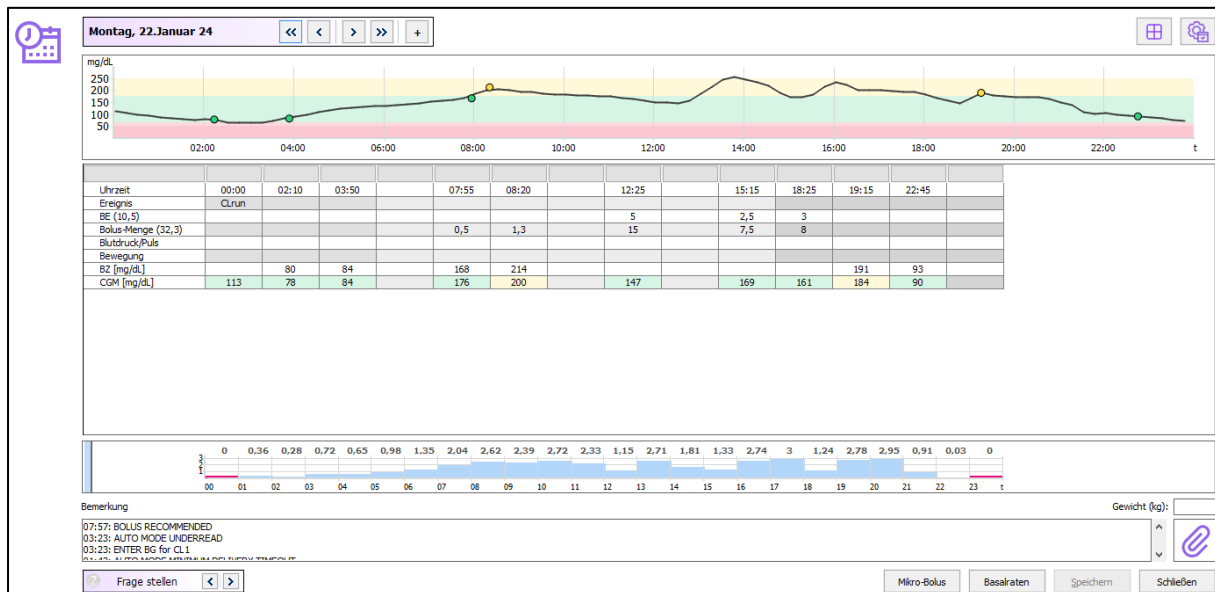 Montag, 22.Januar 24
mg/dL
250
200
150
100
50
02:00 04:00 06:00 08:00 10:00 12:00 14:00 16:00 18:00 20:00 22:00 t
Uhrzeit 00:00 02:10 03:50 07:55 08:20 12:25 15:15 18:25 19:15 22:45
Ereignis CLrun
BE (10,5) 5 2,5 3
Bolus-Menge (32,3) 0,5 1,3 15 7,5 8
Blutdruck/Puls
Bewegung
BZ [mg/dL] 80 84 168 214 191 93
CGM [mg/dL] 113 78 84 176 200 147 169 161 184 90
0 0,36 0,28 0,72 0,65 0,98 1,35 2,04 2,62 2,39 2,72 2,33 1,15 2,71 1,81 1,33 2,74 3 1,24 2,78 2,95 0,91 0,03 0
3
2
1
00 01 02 03 04 05 06 07 08 09 10 11 12 13 14 15 16 17 18 19 20 21 22 23 t
Bemerkung Gewicht (kg):
07:57: BOLUS RECOMMENDED
03:23: AUTO MODE UNDERREAD
03:23: ENTER BG for CL1
AUTO MODE MINIMUM DELIVERY TIMEOUT
Frage stellen Mikro-Bolus Basalraten Speichern Schließen